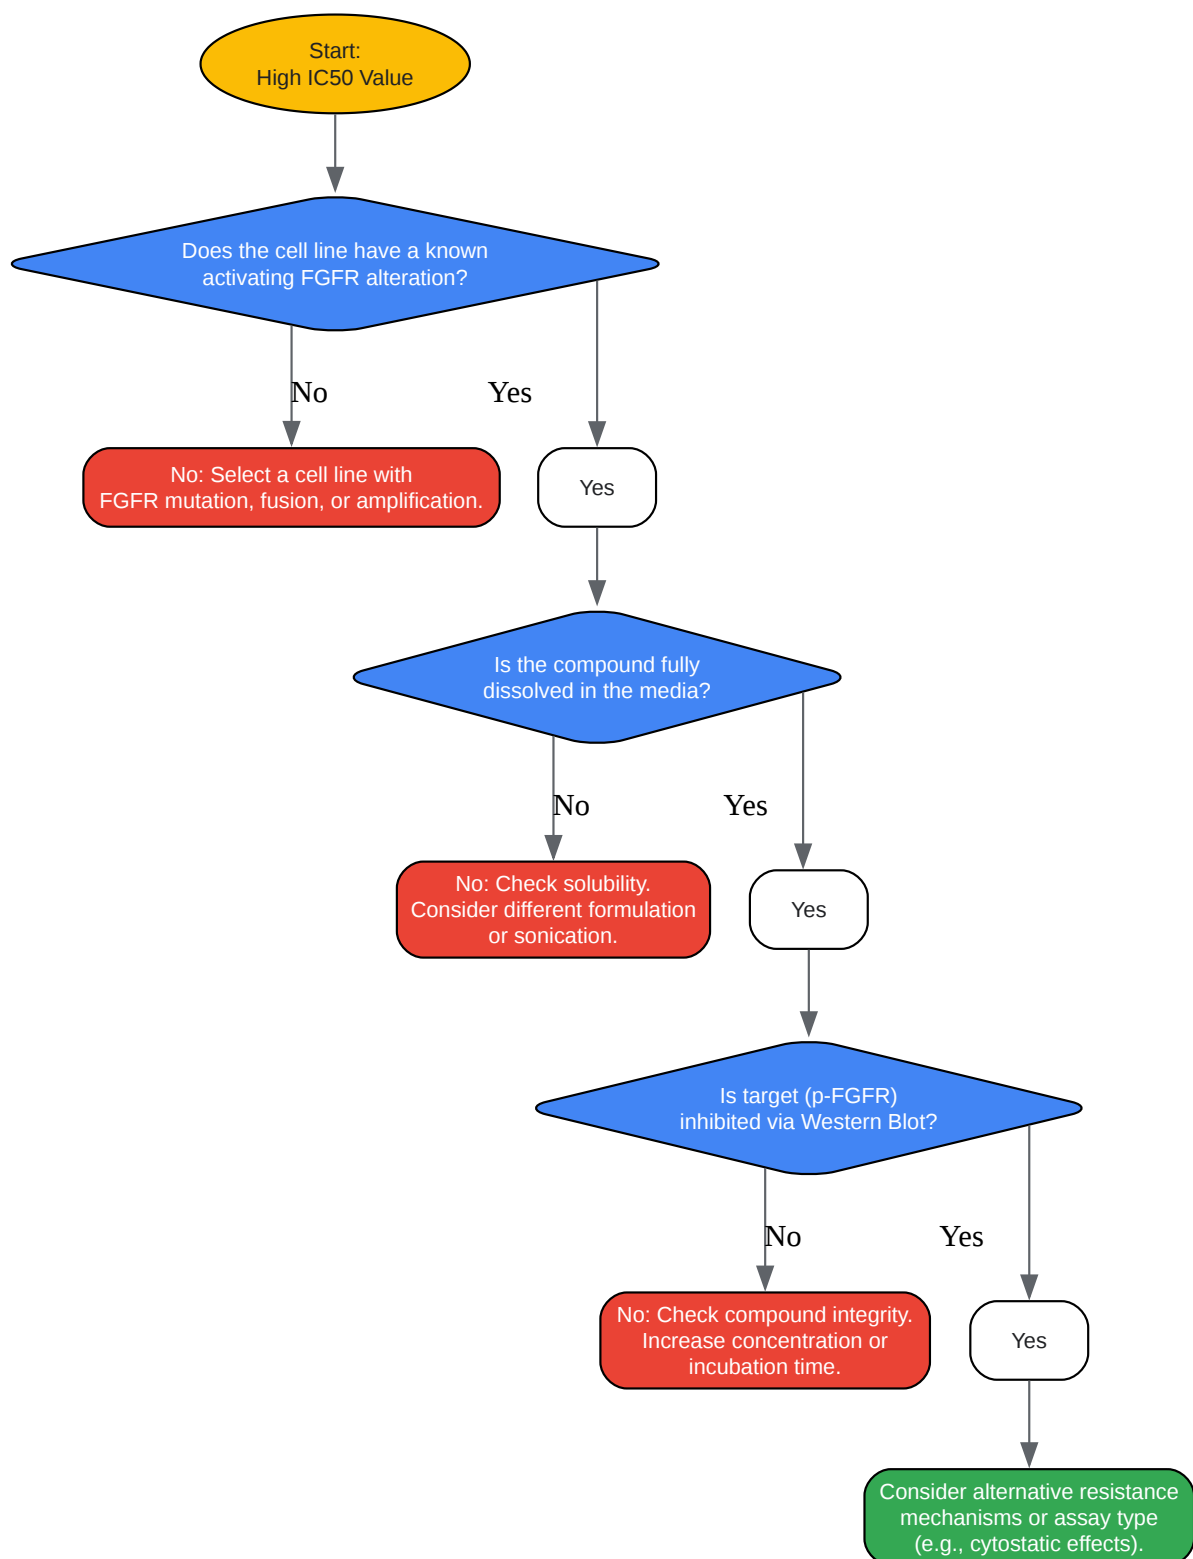 Start:
High IC50 Value
Does the cell line have a known
activating FGFR alteration?
No
Yes
No: Select a cell line with
FGFR mutation, fusion, or amplification.
Yes
Is the compound fully
dissolved in the media?
No
Yes
No: Check solubility.
Consider different formulation
or sonication.
Yes
Is target (p-FGFR)
inhibited via Western Blot?
No
Yes
No: Check compound integrity.
Increase concentration or
incubation time.
Yes
Consider alternative resistance
mechanisms or assay type
(e.g., cytostatic effects).